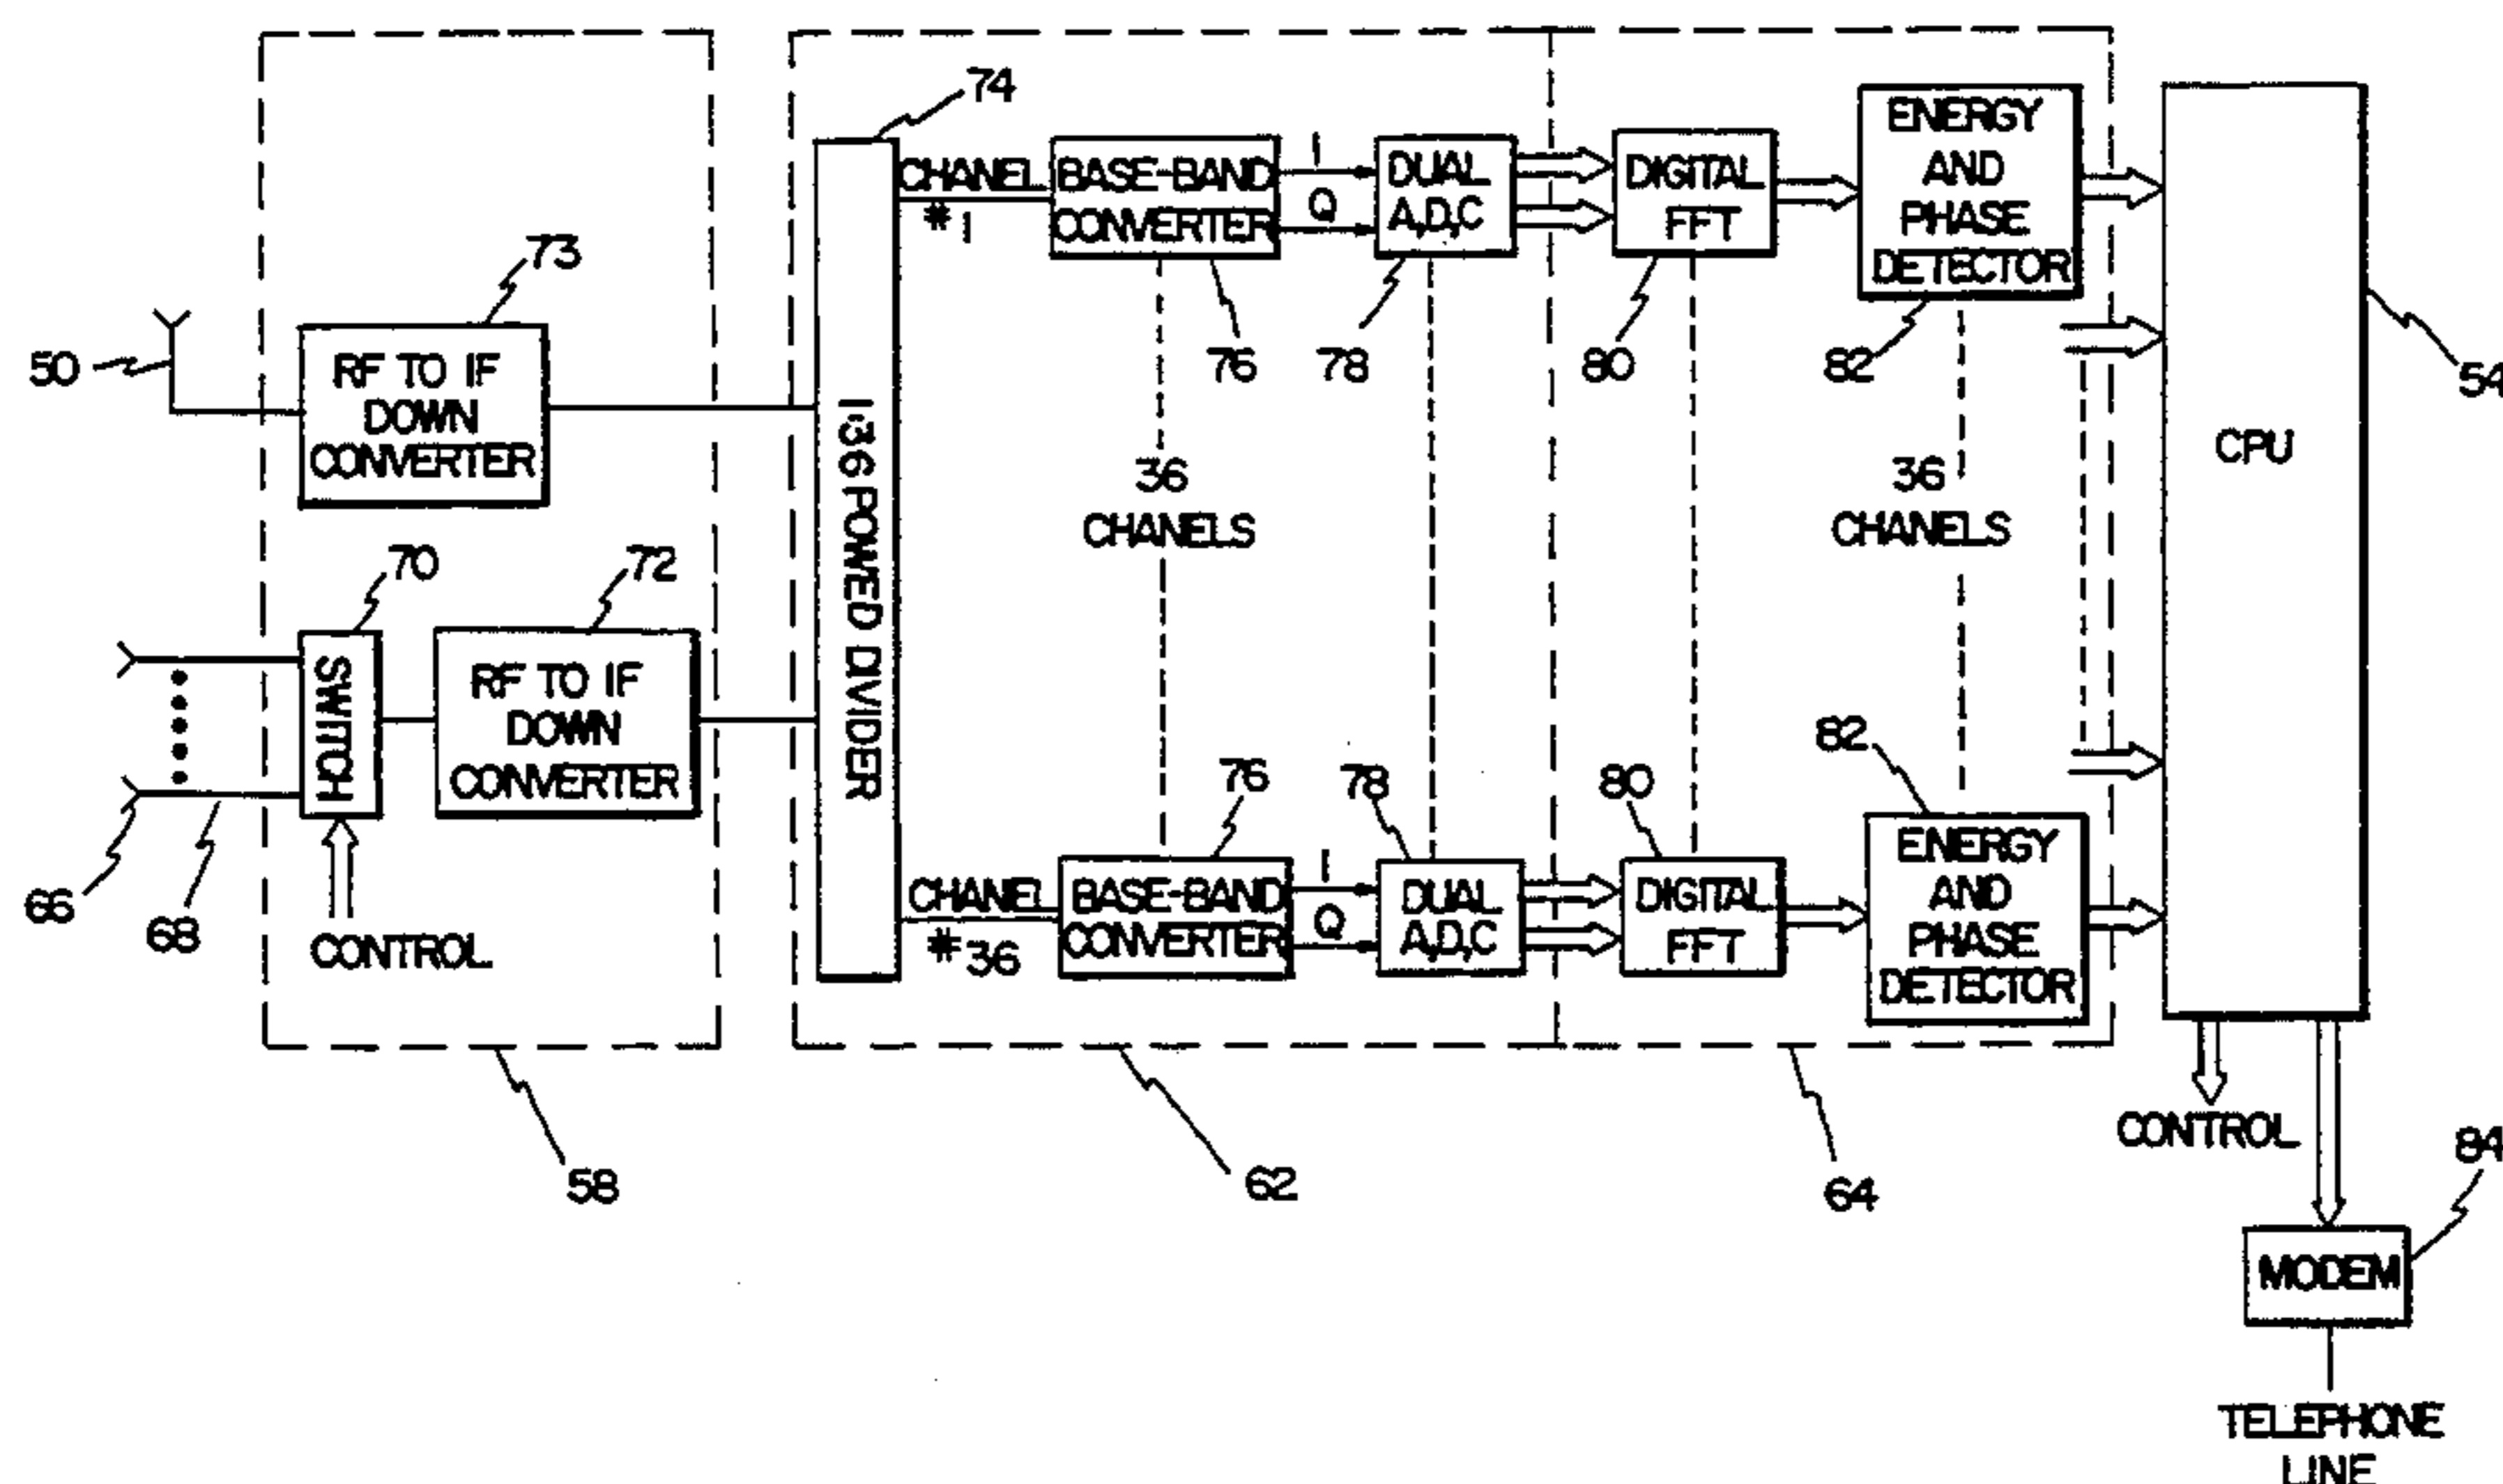 74
CHANEL
#1
BASE-BAND
CONVERTER
I
Q
DUAL
A,D,C
DIGITAL
FFT
ENERGY
AND
PHASE
DETECTOR
73
50
RF TO IF
DOWN
CONVERTER
76
78
80
82
54
CPU
1:36 POWED DIVIDER
36
CHANELS
36
CHANELS
70
72
SWITCH
RF TO IF
DOWN
CONVERTER
66
68
CONTROL
76
78
80
82
CHANEL
#36
BASE-BAND
CONVERTER
I
Q
DUAL
A,D,C
DIGITAL
FFT
ENERGY
AND
PHASE
DETECTOR
58
62
64
CONTROL
84
MODEM
TELEPHONE
LINE